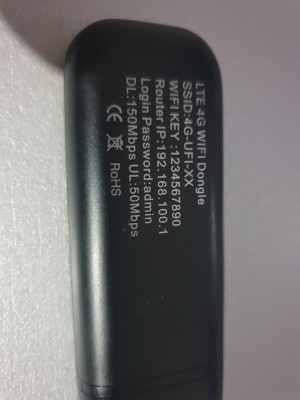 LTE 4G WIFI Dongle
SSID:4G-UFI-XX
WIFI KEY :1234567890
Router IP:192.168.100.1
Login Password:admin
DL:150Mbps UL:50Mbps
CE RoHS